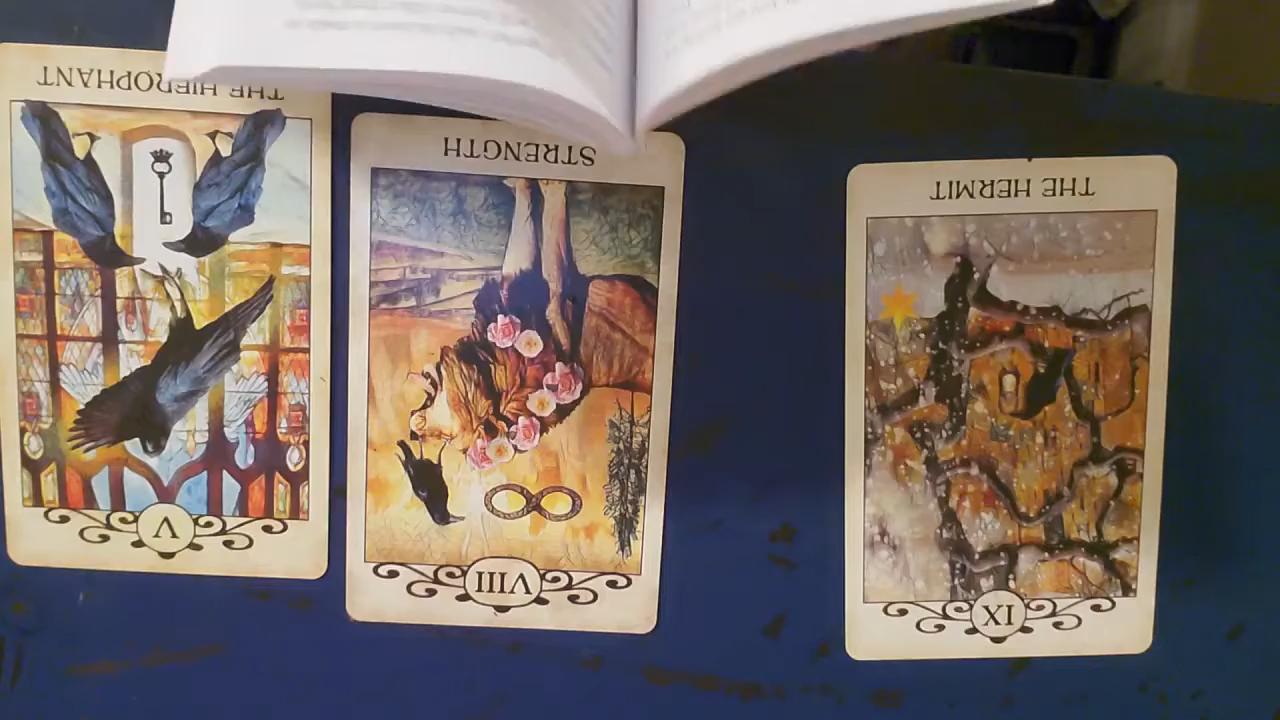 THE HIEROPHANT
V
STRENGTH
VIII
THE HERMIT
IX